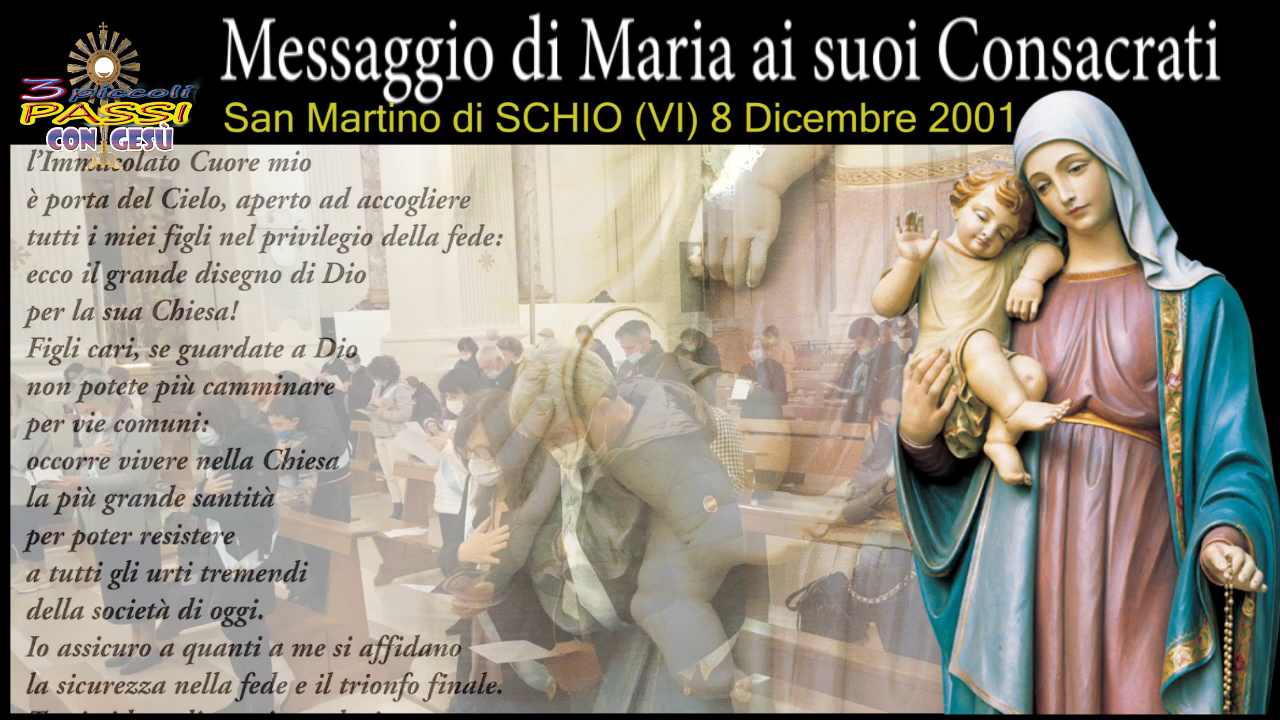 Messaggio di Maria ai suoi Consacrati
San Martino di SCHIO (VI) 8 Dicembre 2001
3 piccoli
PASSI
CON GESÙ
l'Immacolato Cuore mio
è porta del Cielo, aperto ad accogliere
tutti i miei figli nel privilegio della fede:
ecco il grande disegno di Dio
per la sua Chiesa!
Figli cari, se guardate a Dio
non potete più camminare
per vie comuni:
occorre vivere nella Chiesa
la più grande santità
per poter resistere
a tutti gli urti tremendi
della società di oggi.
Io assicuro a quanti a me si affidano
la sicurezza nella fede e il trionfo finale.